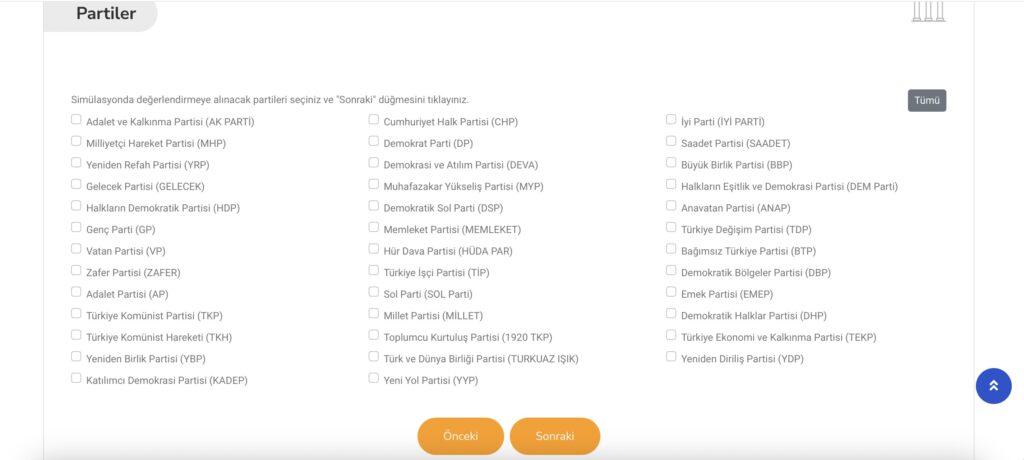 Partiler
Simülasyonda değerlendirmeye alınacak partileri seçiniz ve "Sonraki" düğmesini tıklayınız.
Tümü
Adalet ve Kalkınma Partisi (AK PARTİ)
Cumhuriyet Halk Partisi (CHP)
İyi Parti (İYİ PARTİ)
Milliyetçi Hareket Partisi (MHP)
Demokrat Parti (DP)
Saadet Partisi (SAADET)
Yeniden Refah Partisi (YRP)
Demokrasi ve Atılım Partisi (DEVA)
Büyük Birlik Partisi (BBP)
Gelecek Partisi (GELECEK)
Muhafazakar Yükseliş Partisi (MYP)
Halkların Eşitlik ve Demokrasi Partisi (DEM Parti)
Halkların Demokratik Partisi (HDP)
Demokratik Sol Parti (DSP)
Anavatan Partisi (ANAP)
Genç Parti (GP)
Memleket Partisi (MEMLEKET)
Türkiye Değişim Partisi (TDP)
Vatan Partisi (VP)
Hür Dava Partisi (HÜDA PAR)
Bağımsız Türkiye Partisi (BTP)
Zafer Partisi (ZAFER)
Türkiye İşçi Partisi (TİP)
Demokratik Bölgeler Partisi (DBP)
Adalet Partisi (AP)
Sol Parti (SOL Parti)
Emek Partisi (EMEP)
Türkiye Komünist Partisi (TKP)
Millet Partisi (MİLLET)
Demokratik Halklar Partisi (DHP)
Türkiye Komünist Hareketi (TKH)
Toplumcu Kurtuluş Partisi (1920 TKP)
Türkiye Ekonomi ve Kalkınma Partisi (TEKP)
Yeniden Birlik Partisi (YBP)
Türk ve Dünya Birliği Partisi (TURKUAZ IŞIK)
Yeniden Diriliş Partisi (YDP)
Katılımcı Demokrasi Partisi (KADEP)
Yeni Yol Partisi (YYP)
Önceki
Sonraki